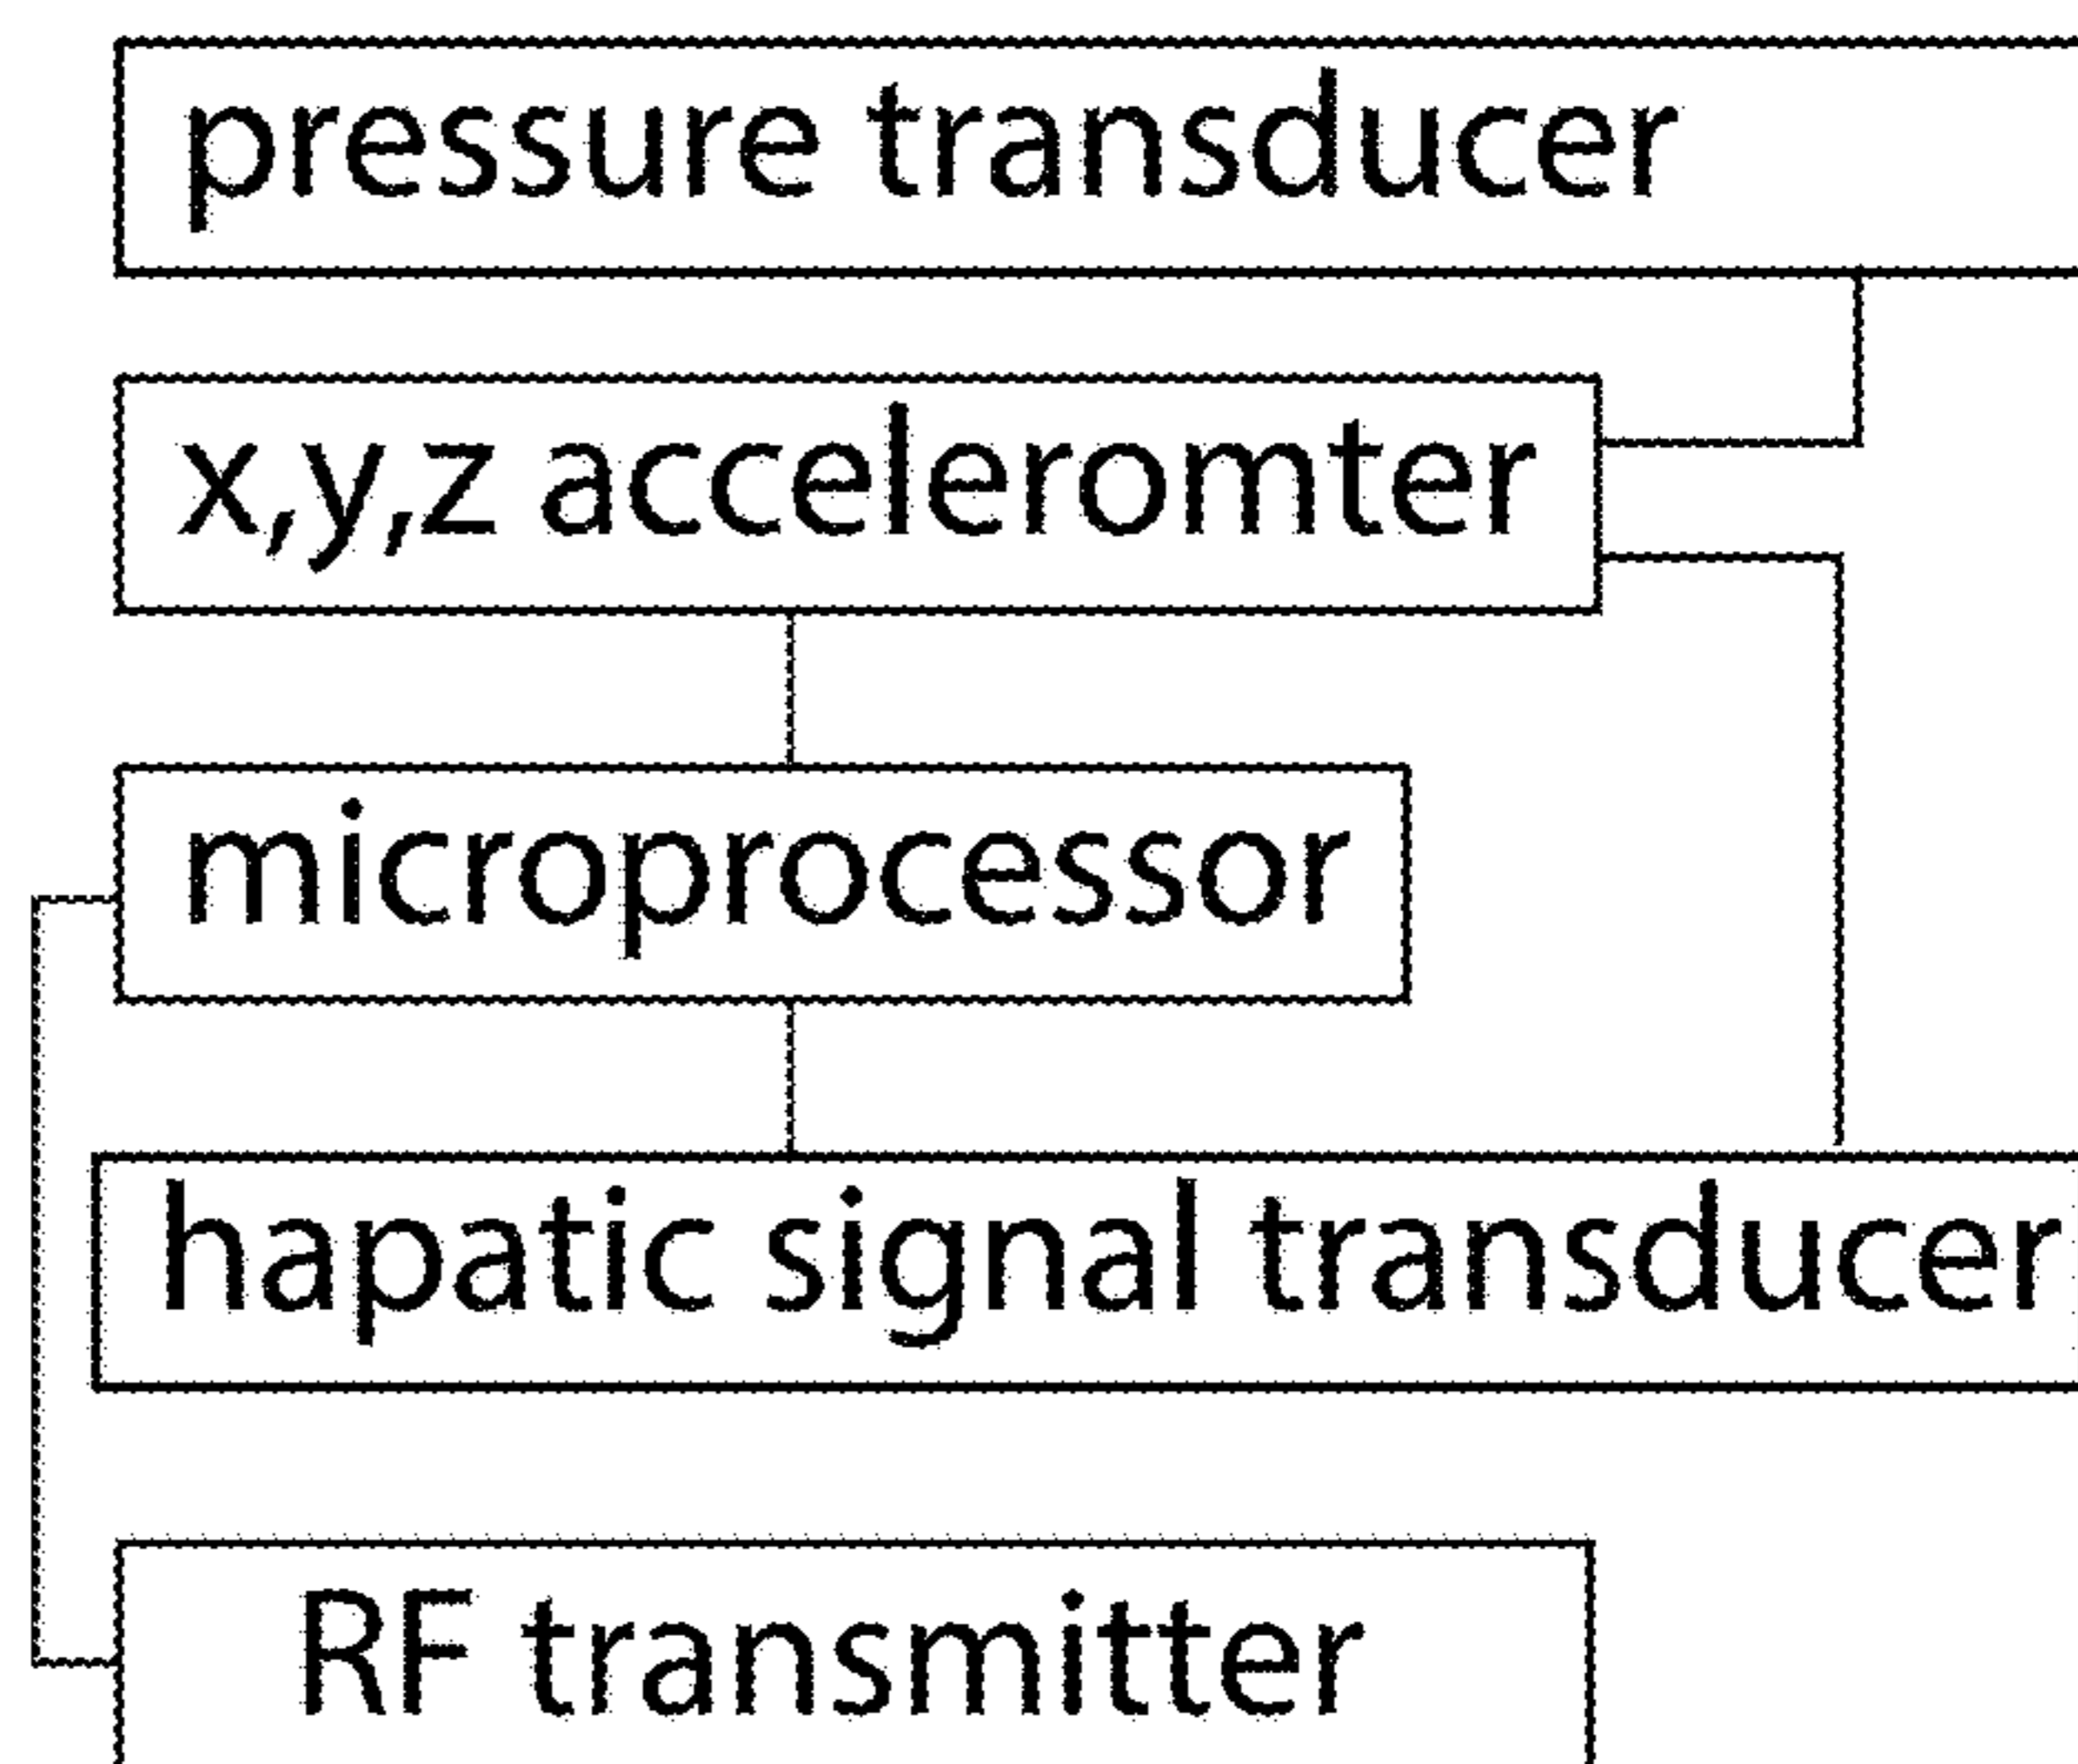 pressure transducer
x,y,z acceleromter
microprocessor
hapatic signal transducer
RF transmitter